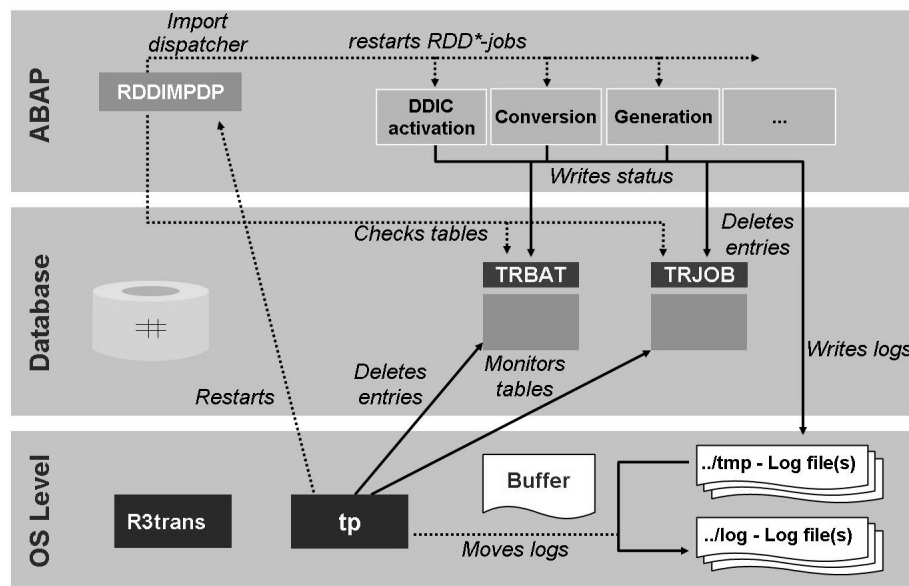 ABAP
Import
dispatcher
restarts RDD*-jobs
RDDIMPDP
DDIC
activation
Conversion
Generation
...
Writes status
Database
Checks tables
Deletes
entries
TRBAT
TRJOB
Writes logs
Deletes
entries
Monitors
tables
Restarts
OS Level
R3trans
tp
Buffer
Moves logs
../tmp - Log file(s)
../log - Log file(s)